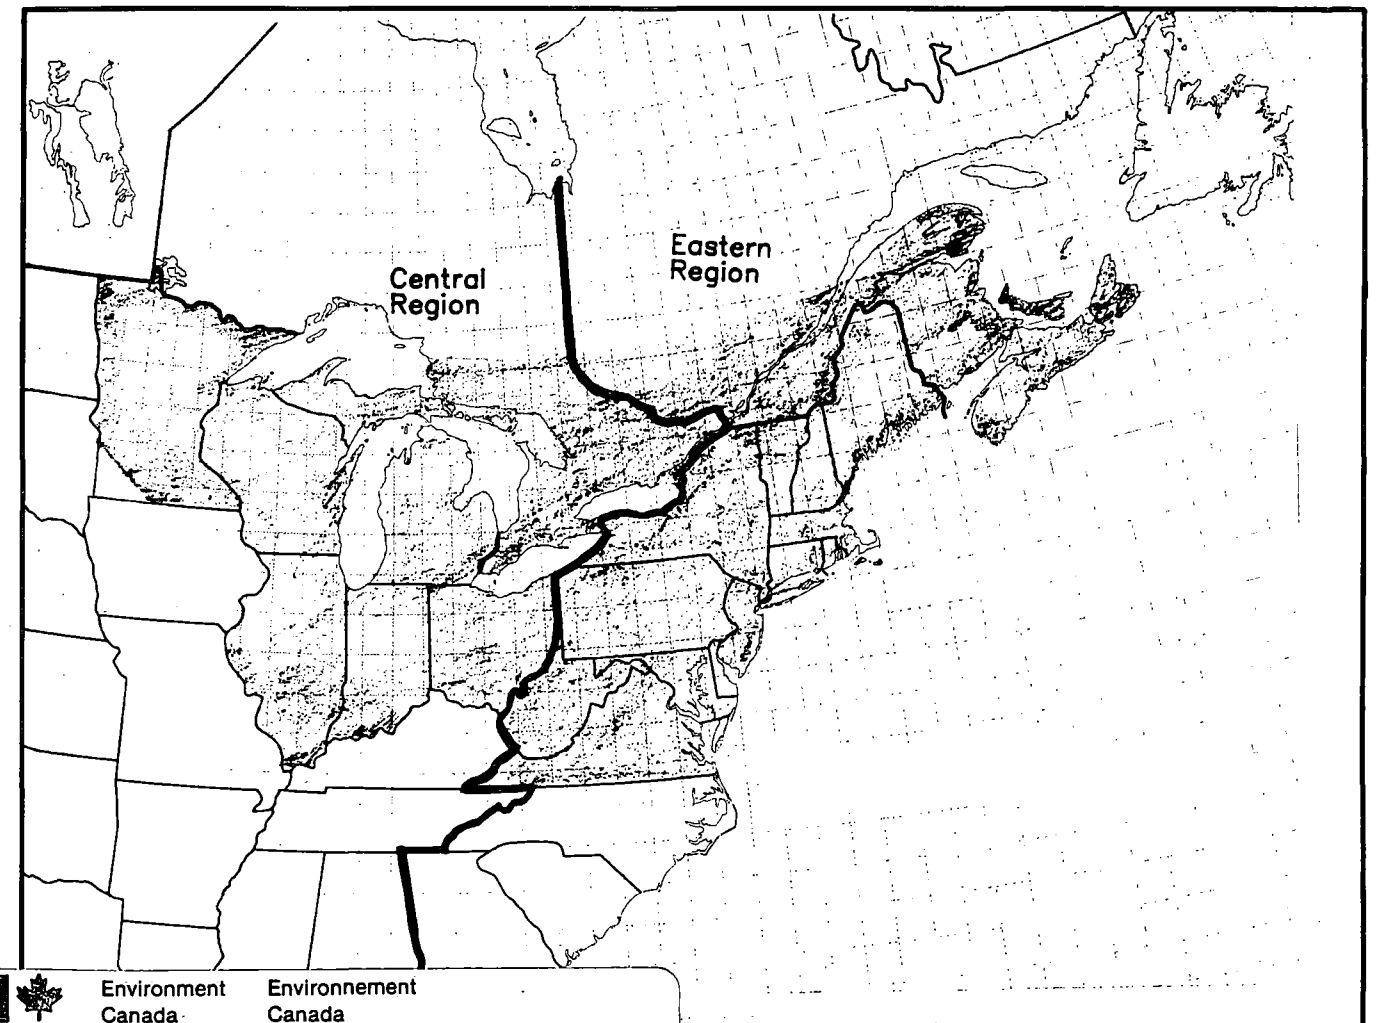 Eastern
Region
Central
Region
Environment Environnement
Canada Canada